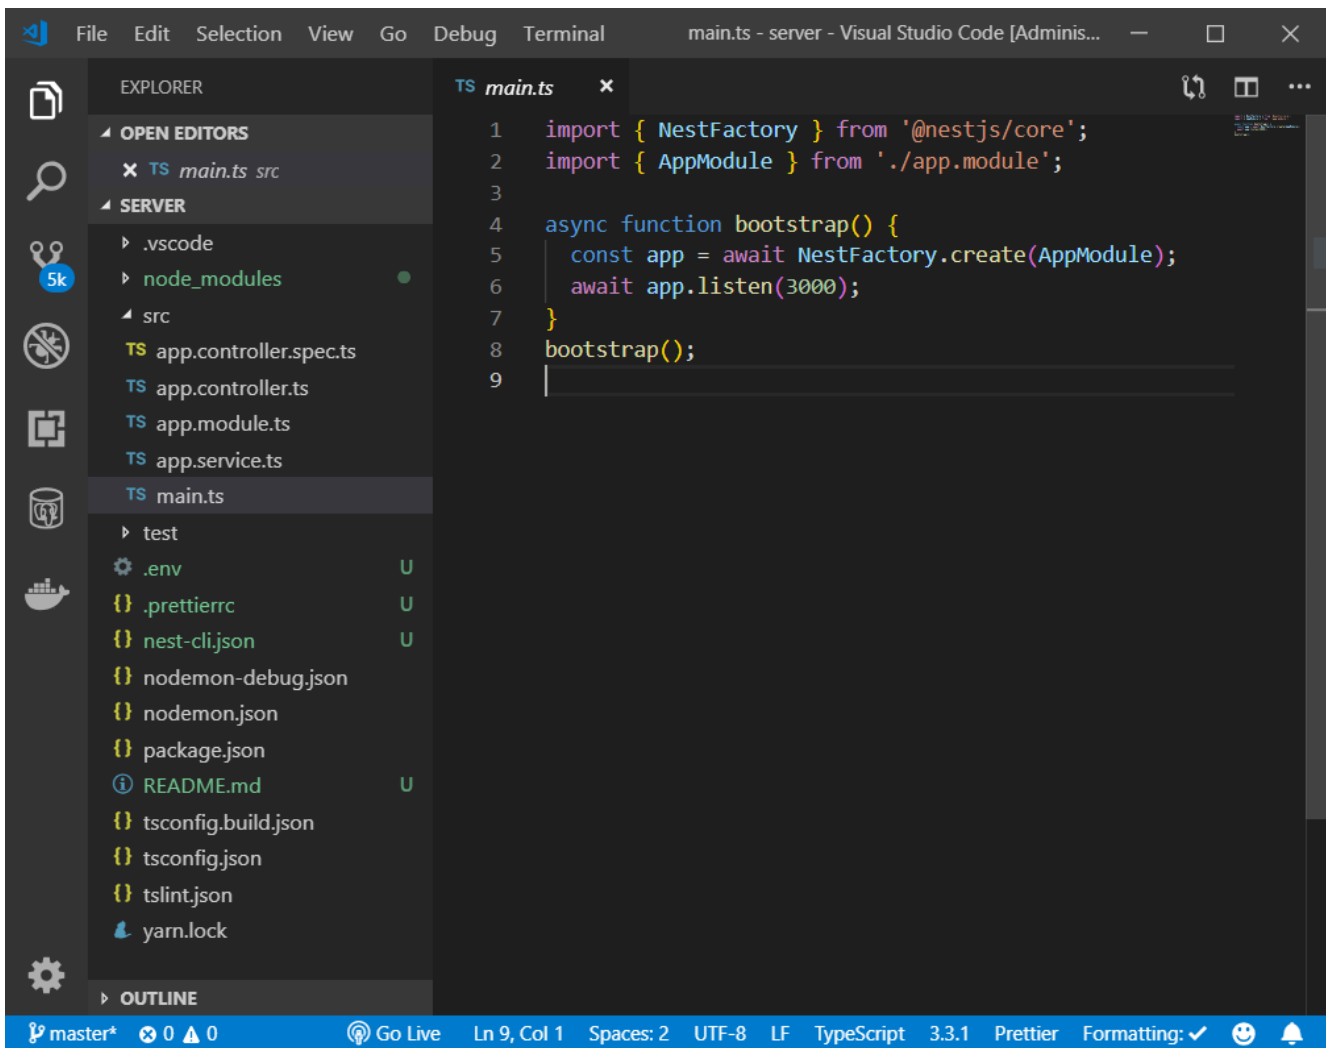 File Edit Selection View Go Debug Terminal main.ts - server - Visual Studio Code [Adminis...
EXPLORER
OPEN EDITORS
TS main.ts src
SERVER
.vscode
node_modules
src
TS app.controller.spec.ts
TS app.controller.ts
TS app.module.ts
TS app.service.ts
TS main.ts
test
.env U
{} .prettierrc U
{} nest-cli.json U
{} nodemon-debug.json
{} nodemon.json
{} package.json
README.md U
{} tsconfig.build.json
{} tsconfig.json
{} tslint.json
yarn.lock
OUTLINE
5k
TS main.ts
1 import { NestFactory } from '@nestjs/core';
2 import { AppModule } from './app.module';
3
4 async function bootstrap() {
5 const app = await NestFactory.create(AppModule);
6 await app.listen(3000);
7 }
8 bootstrap();
9
master* 0 0 Go Live Ln 9, Col 1 Spaces: 2 UTF-8 LF TypeScript 3.3.1 Prettier Formatting: ✓